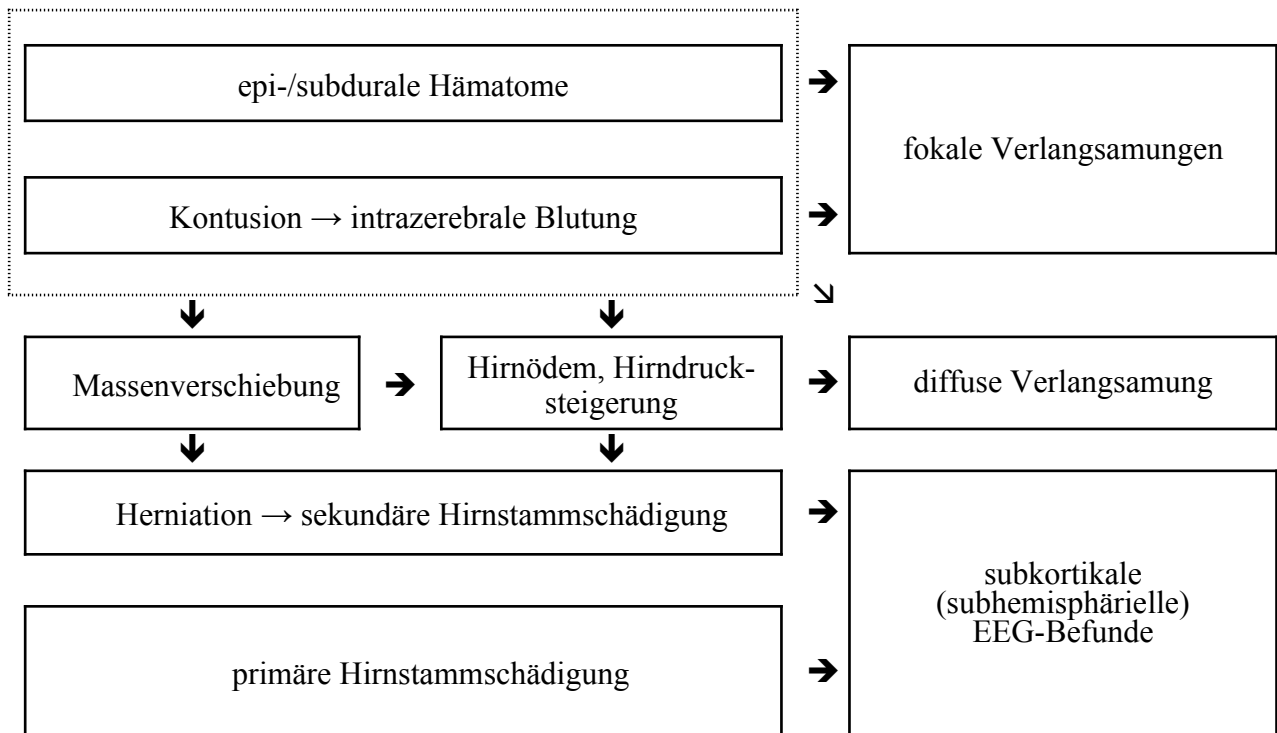 epi-/subdurale Hämatome
fokale Verlangsamungen
Kontusion → intrazerebrale Blutung
Massenverschiebung
Hirnödem, Hirndruck-
steigerung
diffuse Verlangsamung
Herniation → sekundäre Hirnstammschädigung
subkortikale
(subhemisphärielle)
EEG-Befunde
primäre Hirnstammschädigung